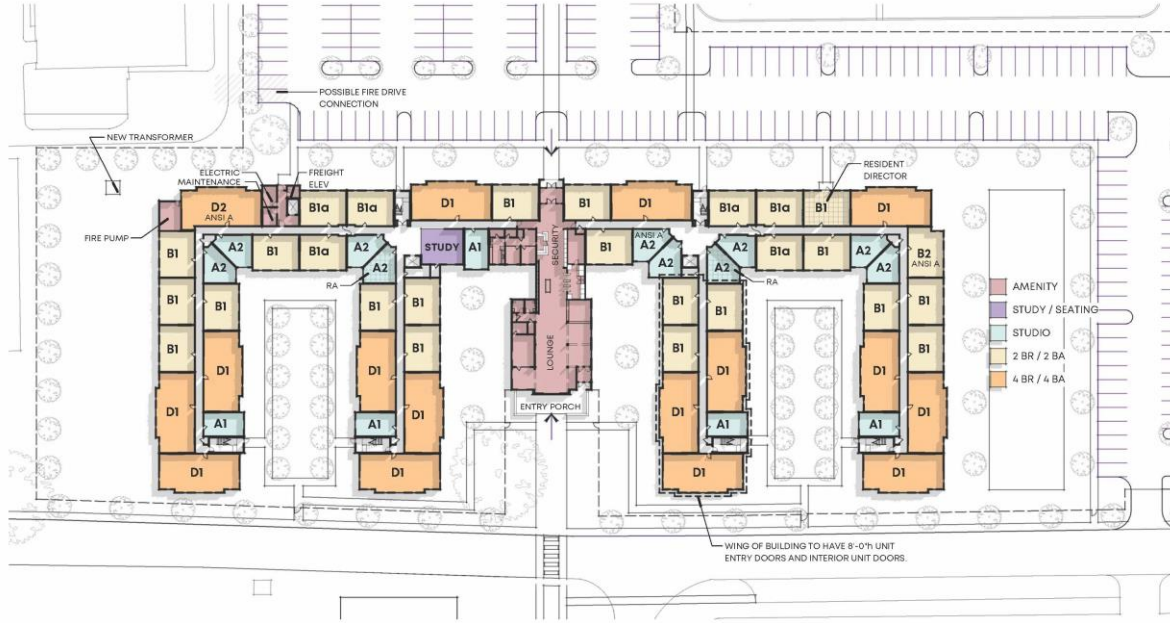 POSSIBLE FIRE DRIVE
CONNECTION
NEW TRANSFORMER
ELECTRIC
MAINTENANCE
FREIGHT
ELEV
RESIDENT
DIRECTOR
D2
ANSI A
B1a
B1a
D1
B1
B1
D1
B1a
B1a
B1
D1
FIRE PUMP
B1
A2
A2
B1
B1a
A2
A2
RA
STUDY
A1
SECURITY
B1
ANSI A
A2
A2
A2
A2
RA
B1a
B1
A2
A2
B2
ANSI A
B1
B1
D1
D1
A1
D1
B1
B1
B1
D1
D1
A1
D1
LOUNGE
ENTRY PORCH
B1
B1
B1
D1
D1
A1
D1
B1
B1
B1
D1
D1
A1
D1
AMENITY
STUDY / SEATING
STUDIO
2 BR / 2 BA
4 BR / 4 BA
WING OF BUILDING TO HAVE 8'-0"h UNIT
ENTRY DOORS AND INTERIOR UNIT DOORS.